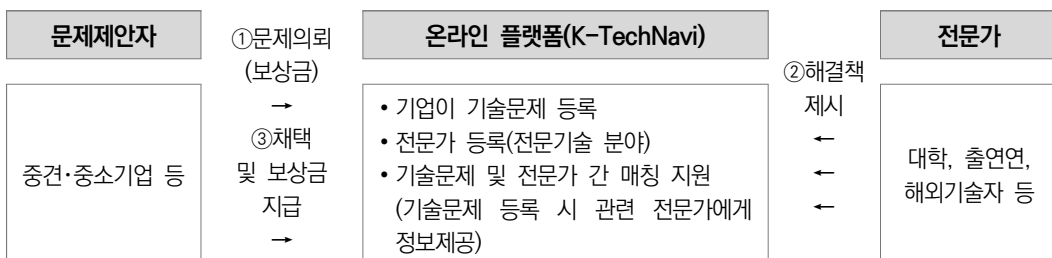 문제제안자
①문제의뢰
(보상금)
→
③채택
및 보상금
지급
→
온라인 플랫폼(K-TechNavi)
②해결책
제시
←
←
←
전문가
중견·중소기업 등
• 기업이 기술문제 등록
• 전문가 등록(전문기술 분야)
• 기술문제 및 전문가 간 매칭 지원
(기술문제 등록 시 관련 전문가에게
정보제공)
대학, 출연연,
해외기술자 등